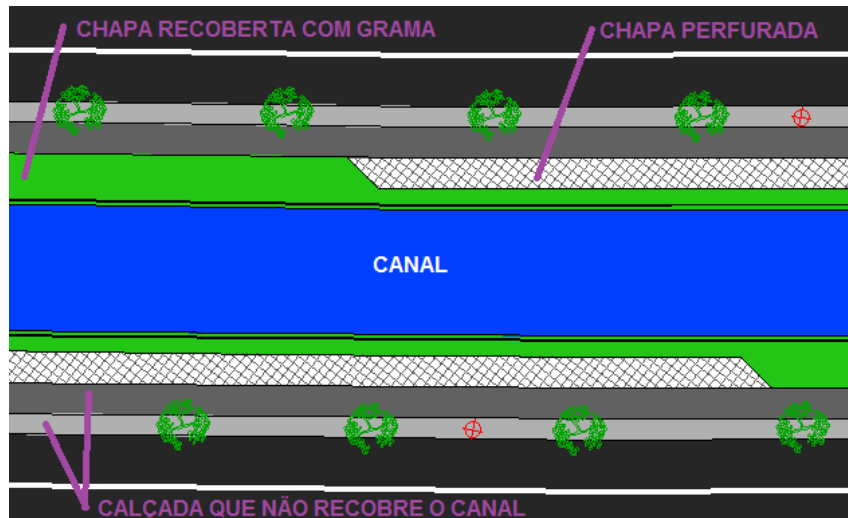 CHAPA RECOBERTA COM GRAMA
CHAPA PERFURADA
CANAL
CALÇADA QUE NÃO RECOBRE O CANAL